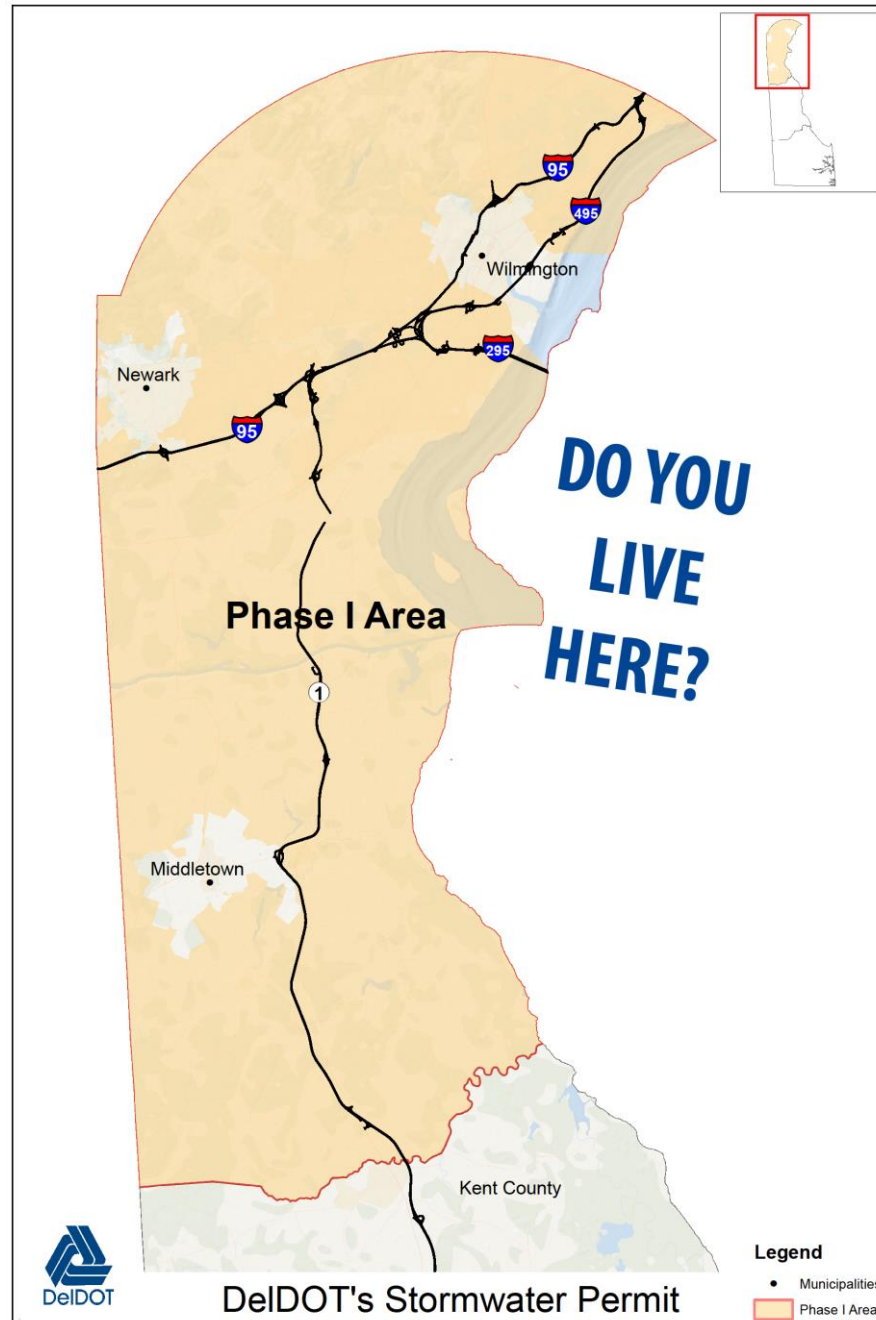 95
495
Wilmington
Newark
295
95
DO YOU
LIVE
HERE?
Phase I Area
1
Middletown
Kent County
Legend
Municipalities
Phase I Area
DelDOT
DelDOT's Stormwater Permit